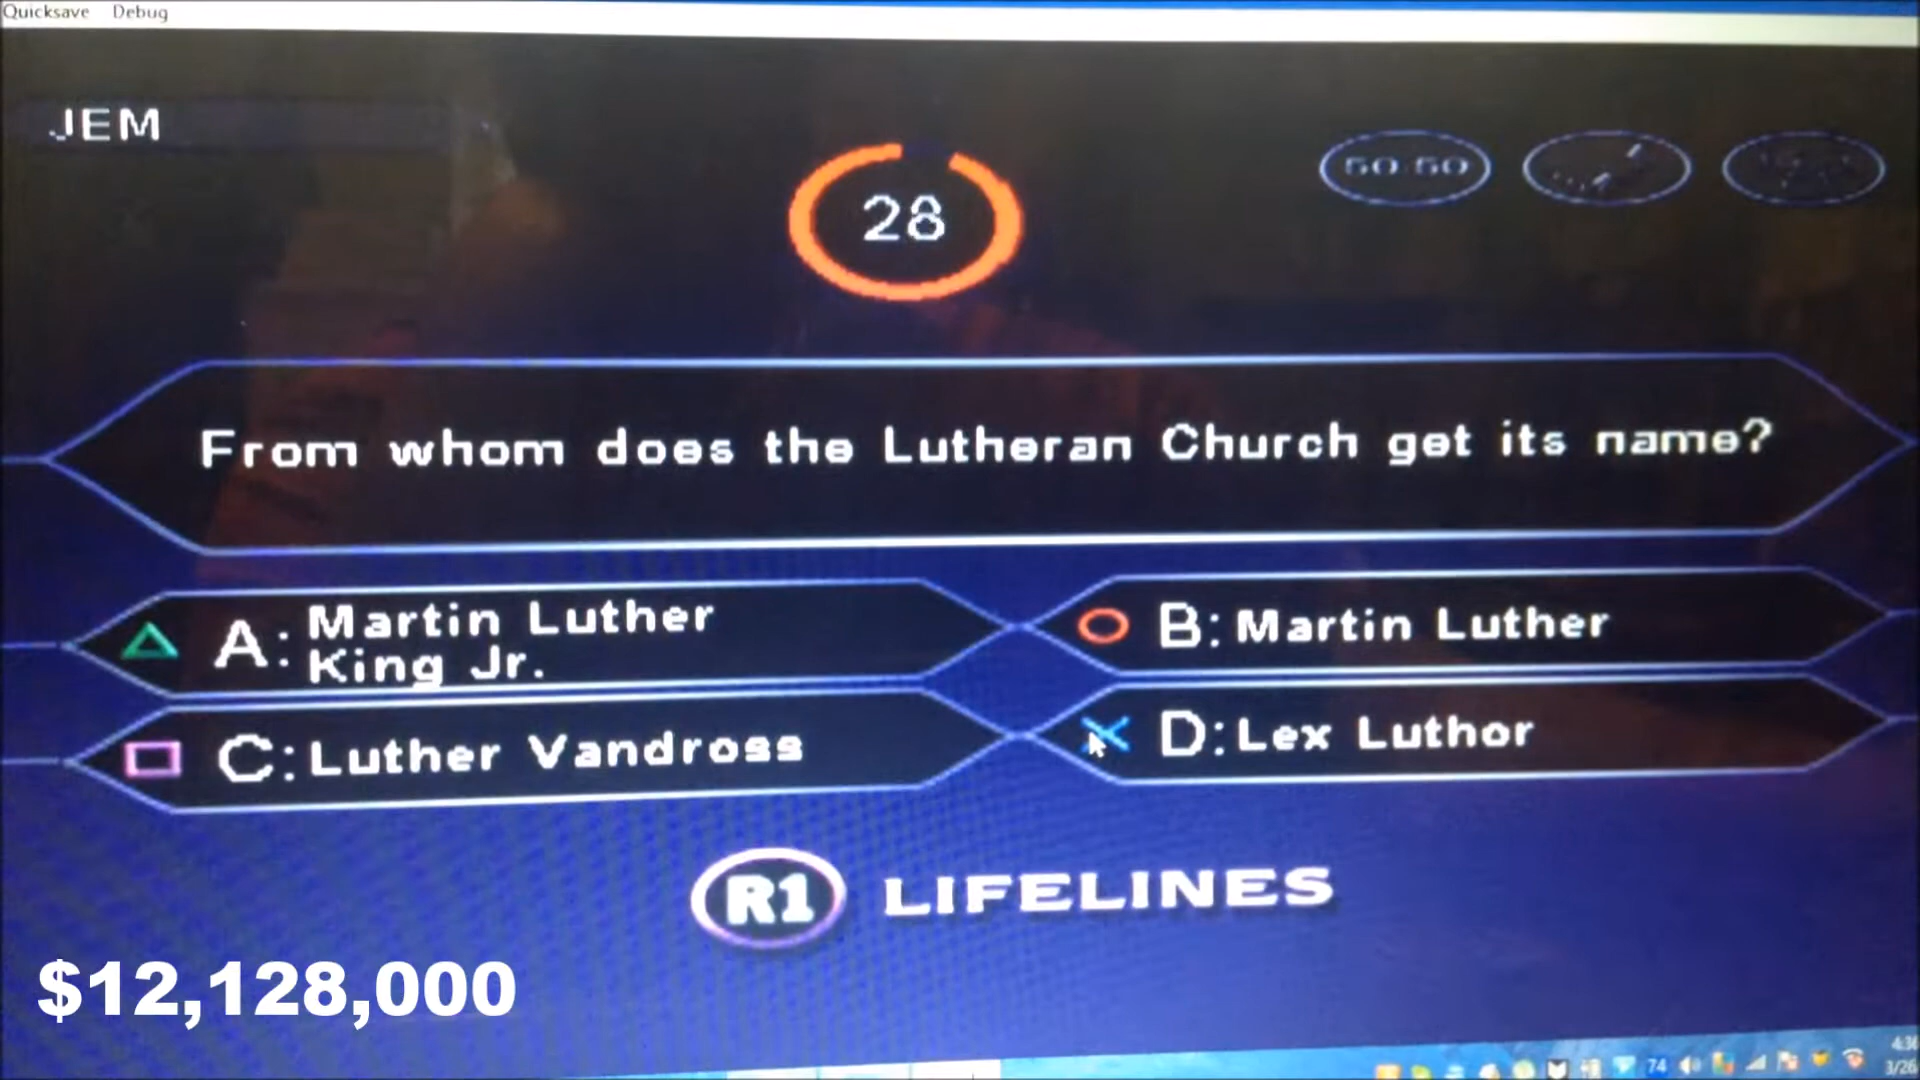 Quicksave Debug
JEM
28
50:50
From whom does the Lutheran Church get its name?
A: Martin Luther
King Jr.
B: Martin Luther
C: Luther Vandross
D: Lex Luthor
R1 LIFELINES
$12,128,000
74